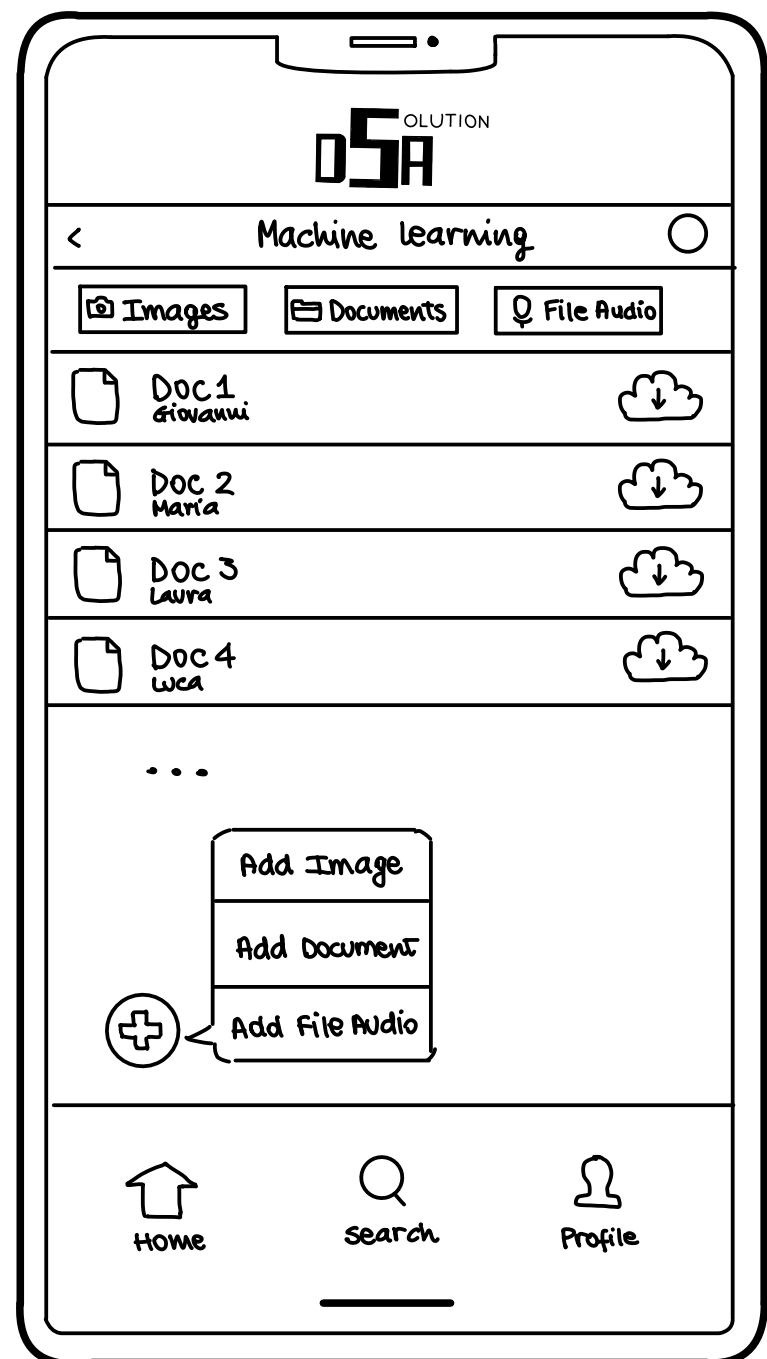 DSA
OLUTION
< Machine learning
Images Documents File Audio
Doc 1
Giovanni
Doc 2
Maria
Doc 3
Laura
Doc 4
Luca
...
Add Image
Add Document
Add File Audio
Home Search Profile